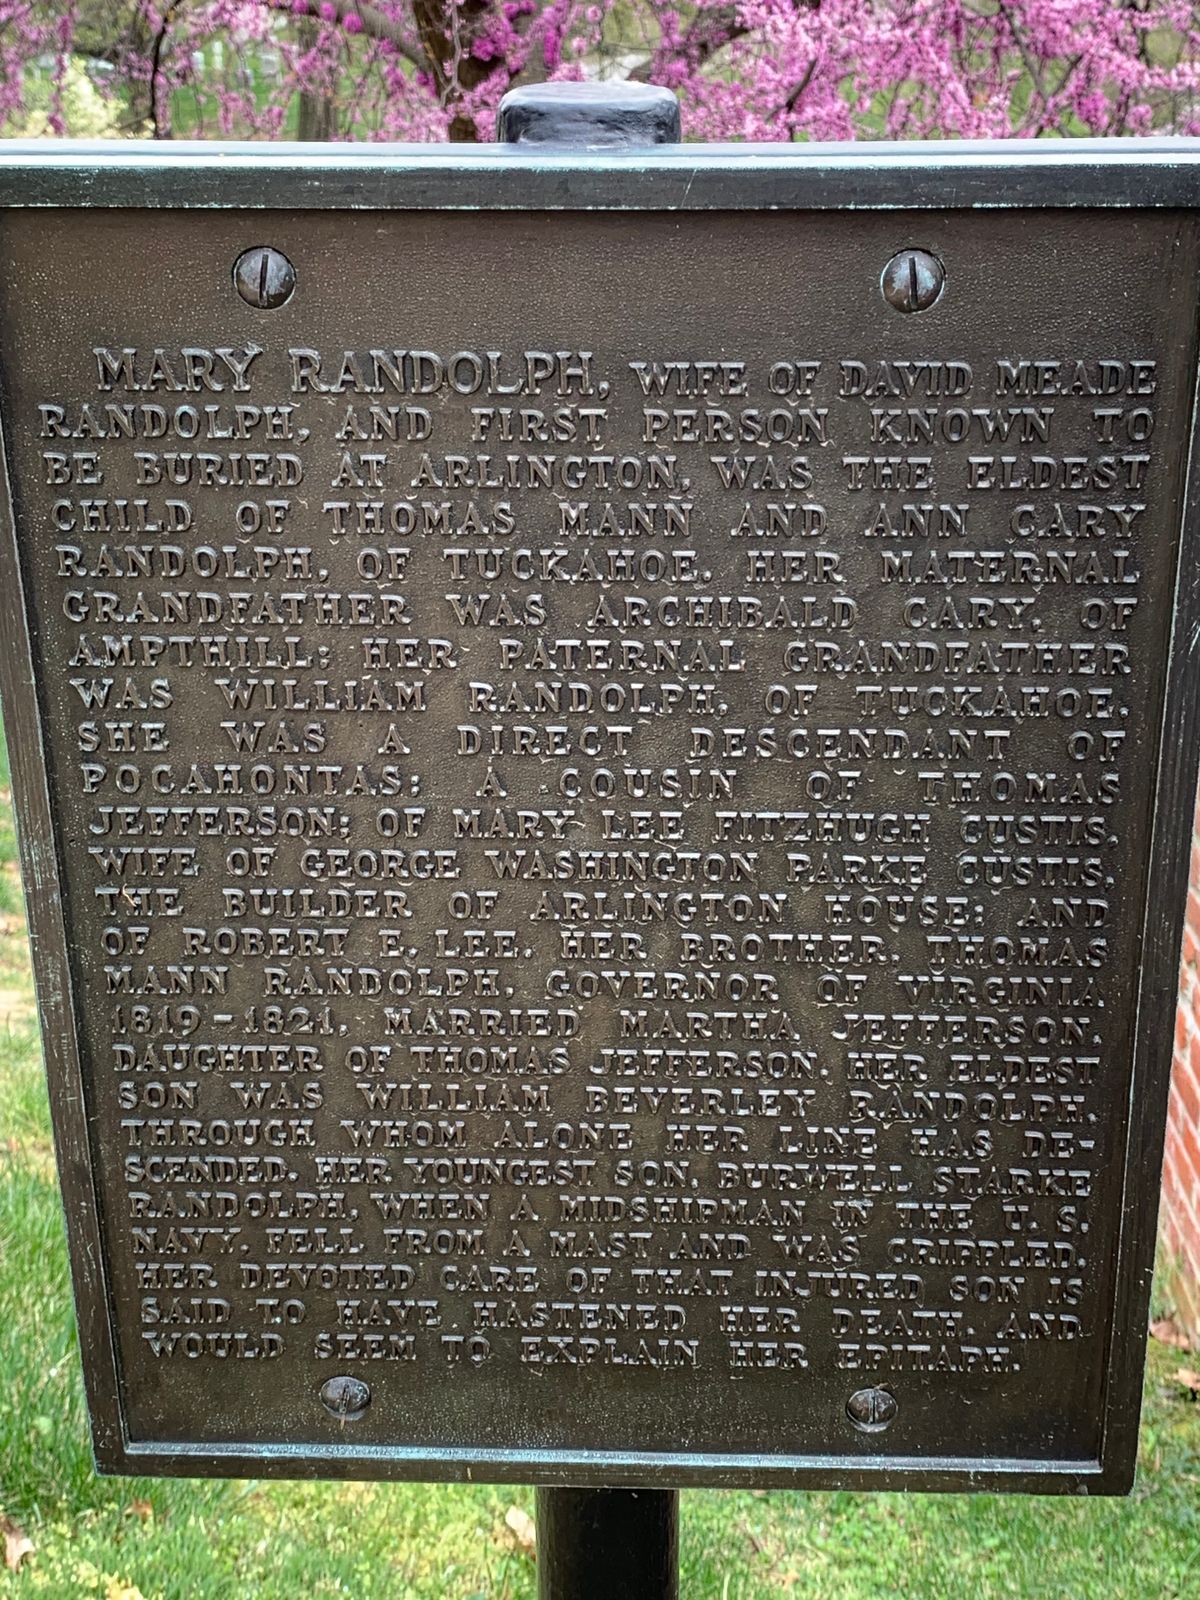 MARY RANDOLPH, WIFE OF DAVID MEADE
RANDOLPH, AND FIRST PERSON KNOWN TO
BE BURIED AT ARLINGTON, WAS THE ELDEST
CHILD OF THOMAS MANN AND ANN CARY
RANDOLPH, OF TUCKAHOE. HER MATERNAL
GRANDFATHER WAS ARCHIBALD CARY, OF
AMPTHILL; HER PATERNAL GRANDFATHER
WAS WILLIAM RANDOLPH, OF TUCKAHOE.
SHE WAS A DIRECT DESCENDANT OF
POCAHONTAS; A COUSIN OF THOMAS
JEFFERSON; OF MARY LEE FITZHUGH CUSTIS,
WIFE OF GEORGE WASHINGTON PARKE CUSTIS,
THE BUILDER OF ARLINGTON HOUSE; AND
OF ROBERT E. LEE. HER BROTHER, THOMAS
MANN RANDOLPH, GOVERNOR OF VIRGINIA
1819-1821, MARRIED MARTHA JEFFERSON,
DAUGHTER OF THOMAS JEFFERSON. HER ELDEST
SON WAS WILLIAM BEVERLEY RANDOLPH,
THROUGH WHOM ALONE HER LINE HAS DE-
SCENDED. HER YOUNGEST SON, BURWELL STARKE
RANDOLPH, WHEN A MIDSHIPMAN IN THE U. S.
NAVY, FELL FROM A MAST AND WAS CRIPPLED.
HER DEVOTED CARE OF THAT INJURED SON IS
SAID TO HAVE HASTENED HER DEATH, AND
WOULD SEEM TO EXPLAIN HER EPITAPH.